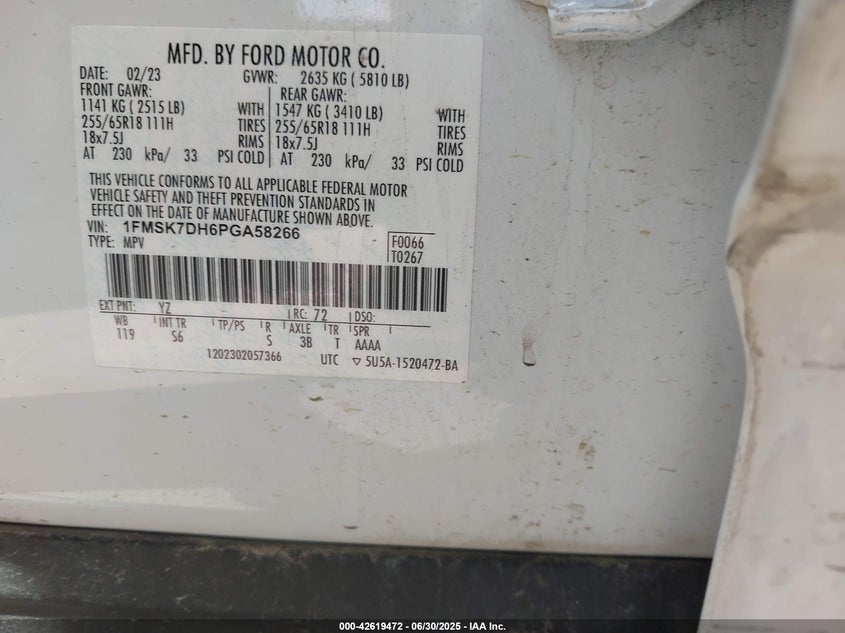 MFD. BY FORD MOTOR CO.
DATE: 02/23 GVWR: 2635 KG ( 5810 LB)
FRONT GAWR: REAR GAWR:
1141 KG ( 2515 LB) WITH 1547 KG ( 3410 LB) WITH
255/65R18 111H TIRES 255/65R18 111H TIRES
18x7.5J RIMS 18x7.5J RIMS
AT 230 kPa/ 33 PSI COLD AT 230 kPa/ 33 PSI COLD
THIS VEHICLE CONFORMS TO ALL APPLICABLE FEDERAL MOTOR
VEHICLE SAFETY AND THEFT PREVENTION STANDARDS IN
EFFECT ON THE DATE OF MANUFACTURE SHOWN ABOVE.
VIN: 1FMSK7DH6PGA58266 F0066
TYPE: MPV T0267
EXT PNT: YZ RC: 72 DSO:
WB INT TR TP/PS R AXLE TR SPR
119 S6 S 3B T AAAA
1202302057366 UTC ▽ 5U5A-1520472-BA
000-42619472 - 06/30/2025 - IAA Inc.